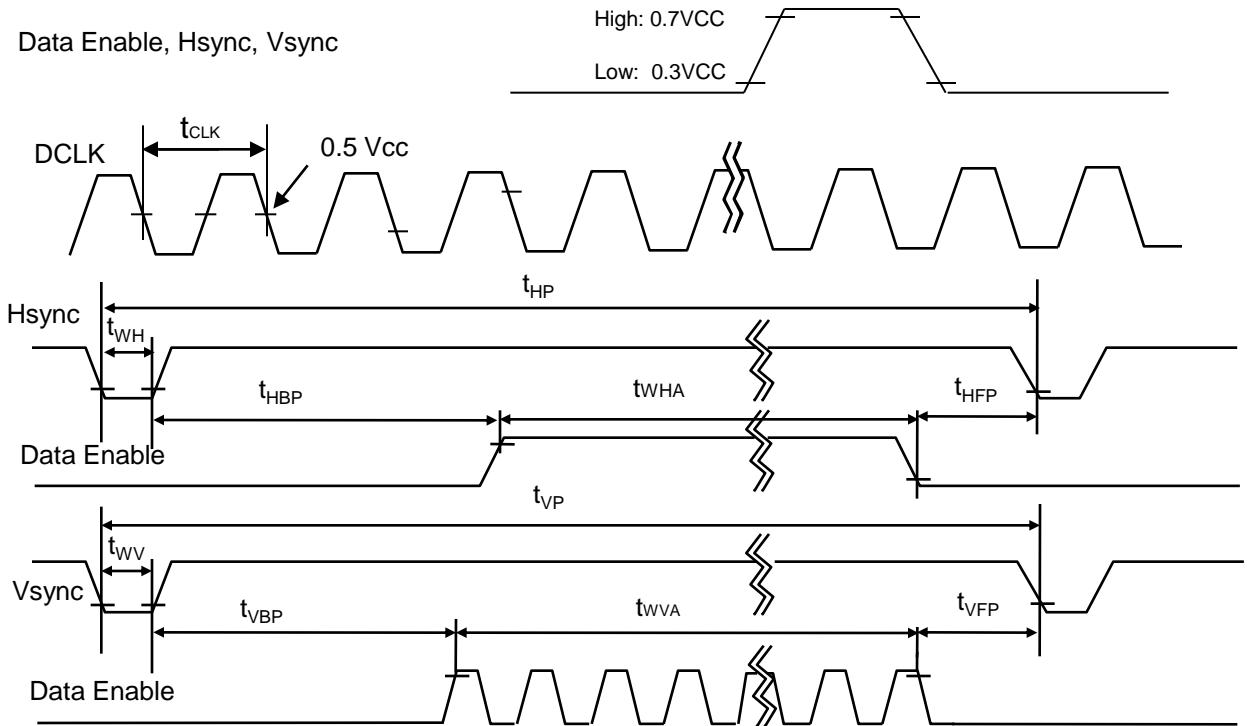 High: 0.7VCC
Data Enable, Hsync, Vsync
Low: 0.3VCC
tCLK
0.5 Vcc
DCLK
tHP
Hsync
tWH
tHBP
tWHA
tHFP
Data Enable
tVP
tWV
Vsync
tVBP
tWVA
tVFP
Data Enable